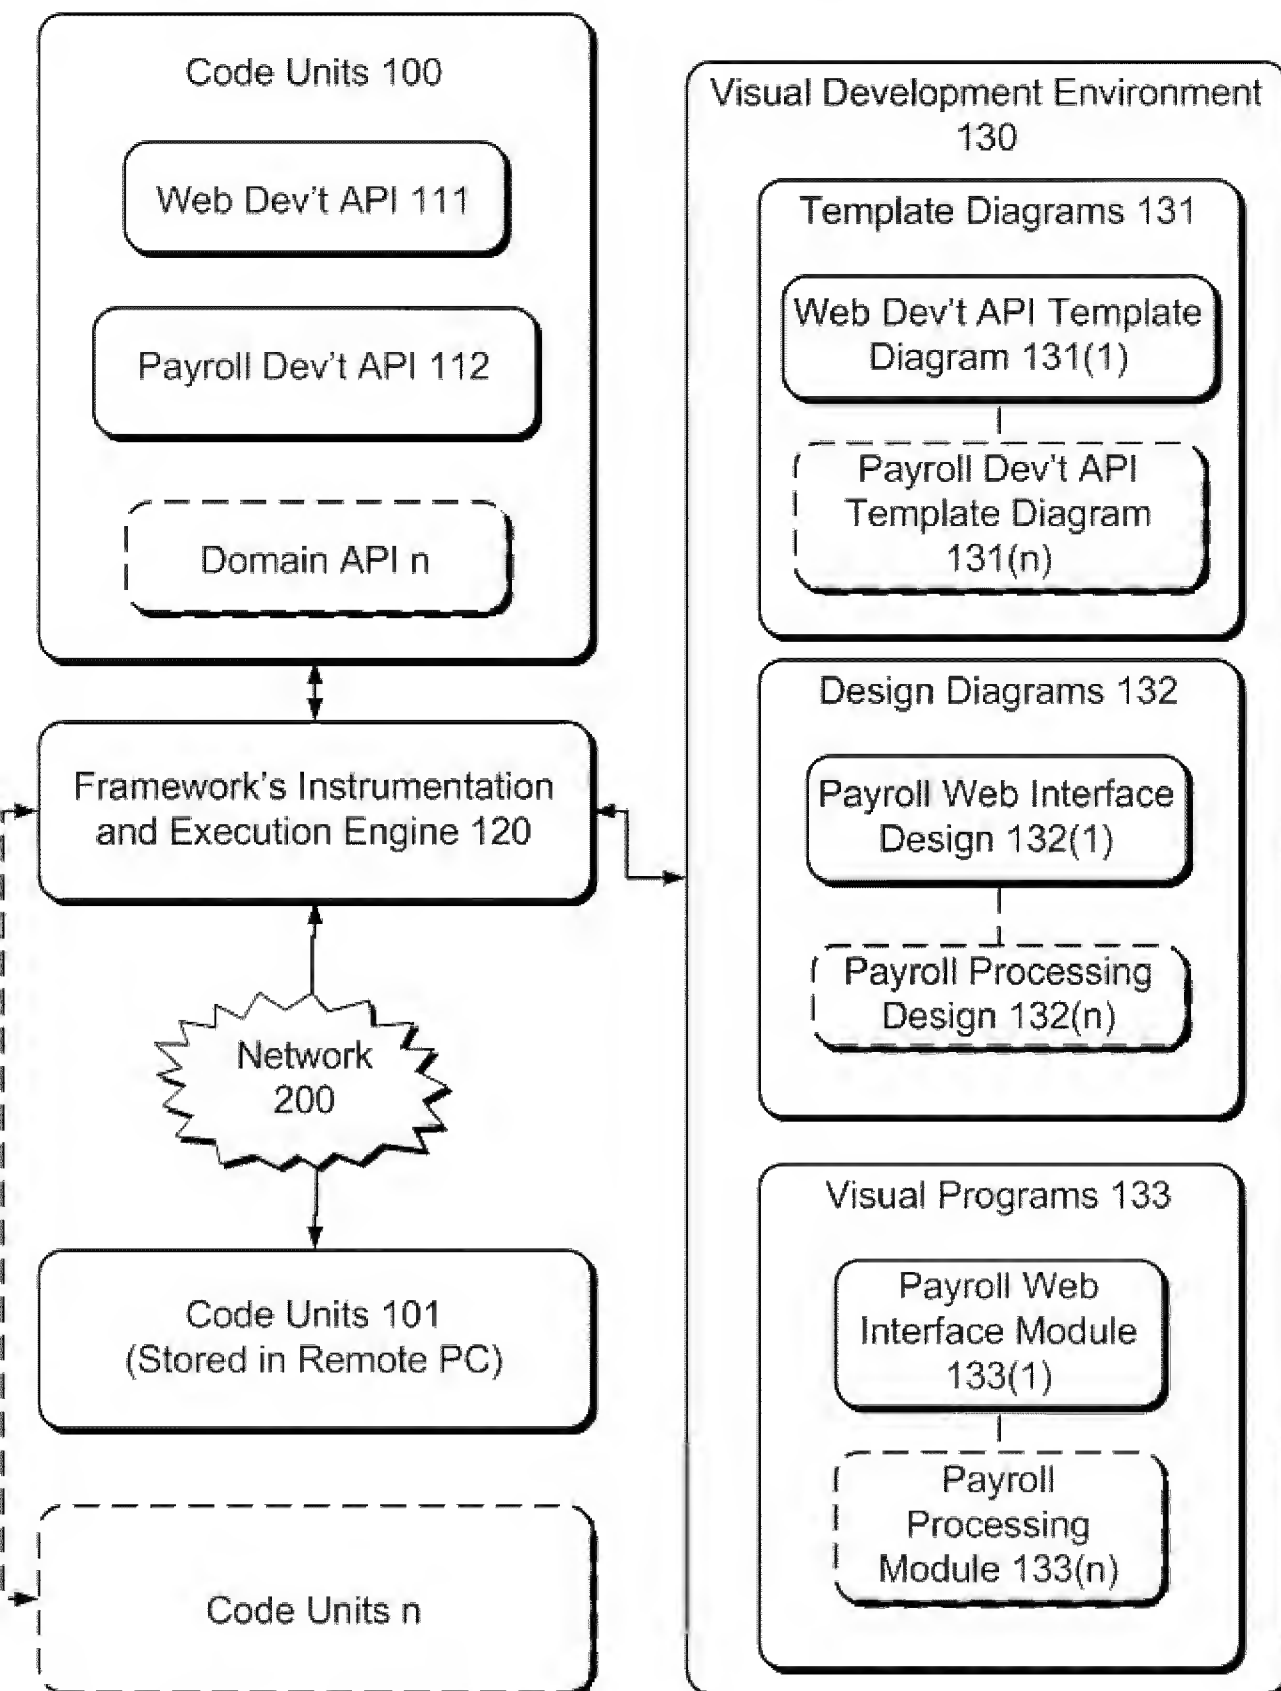 Code Units 100
Web Dev't API 111
Payroll Dev't API 112
Domain API n
Framework's Instrumentation
and Execution Engine 120
Network
200
Code Units 101
(Stored in Remote PC)
Code Units n
Visual Development Environment
130
Template Diagrams 131
Web Dev't API Template
Diagram 131(1)
Payroll Dev't API
Template Diagram
131(n)
Design Diagrams 132
Payroll Web Interface
Design 132(1)
Payroll Processing
Design 132(n)
Visual Programs 133
Payroll Web
Interface Module
133(1)
Payroll
Processing
Module 133(n)